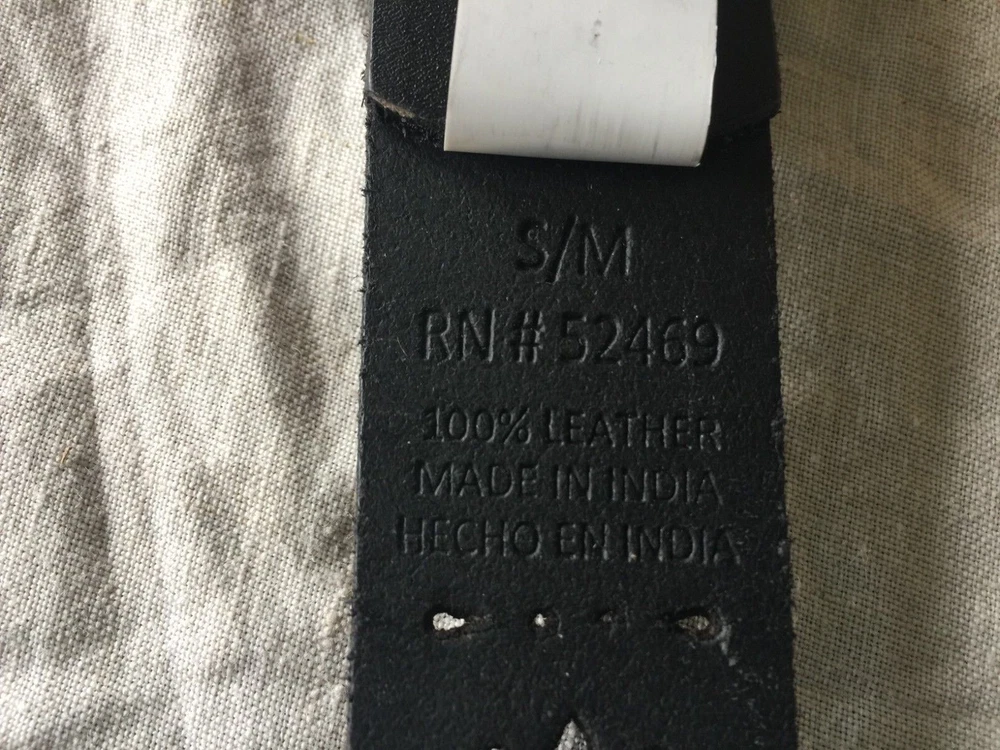 S/M
RN # 52469
100% LEATHER
MADE IN INDIA
HECHO EN INDIA